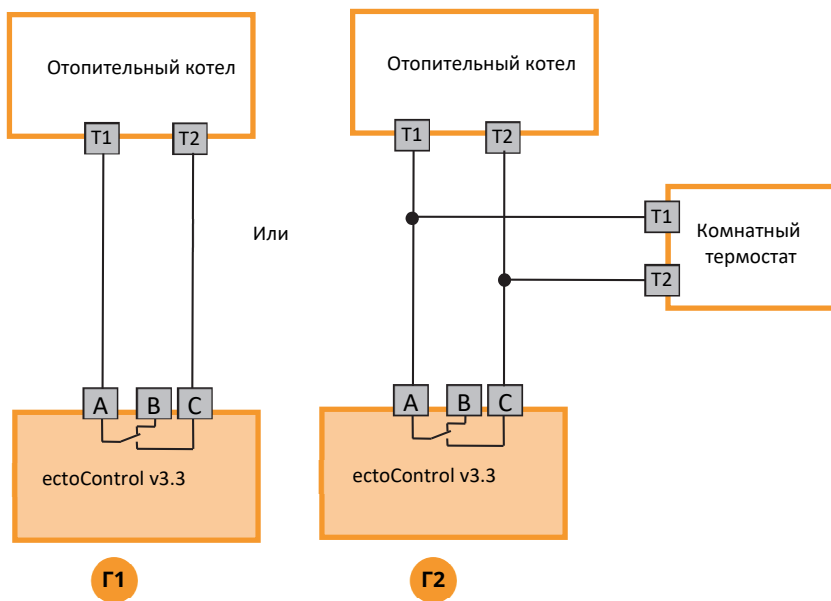 Отопительный котел
T1 T2
Или
A B C
ectoControl v3.3
Г1
Отопительный котел
T1 T2
T1
Комнатный
термостат
T2
A B C
ectoControl v3.3
Г2